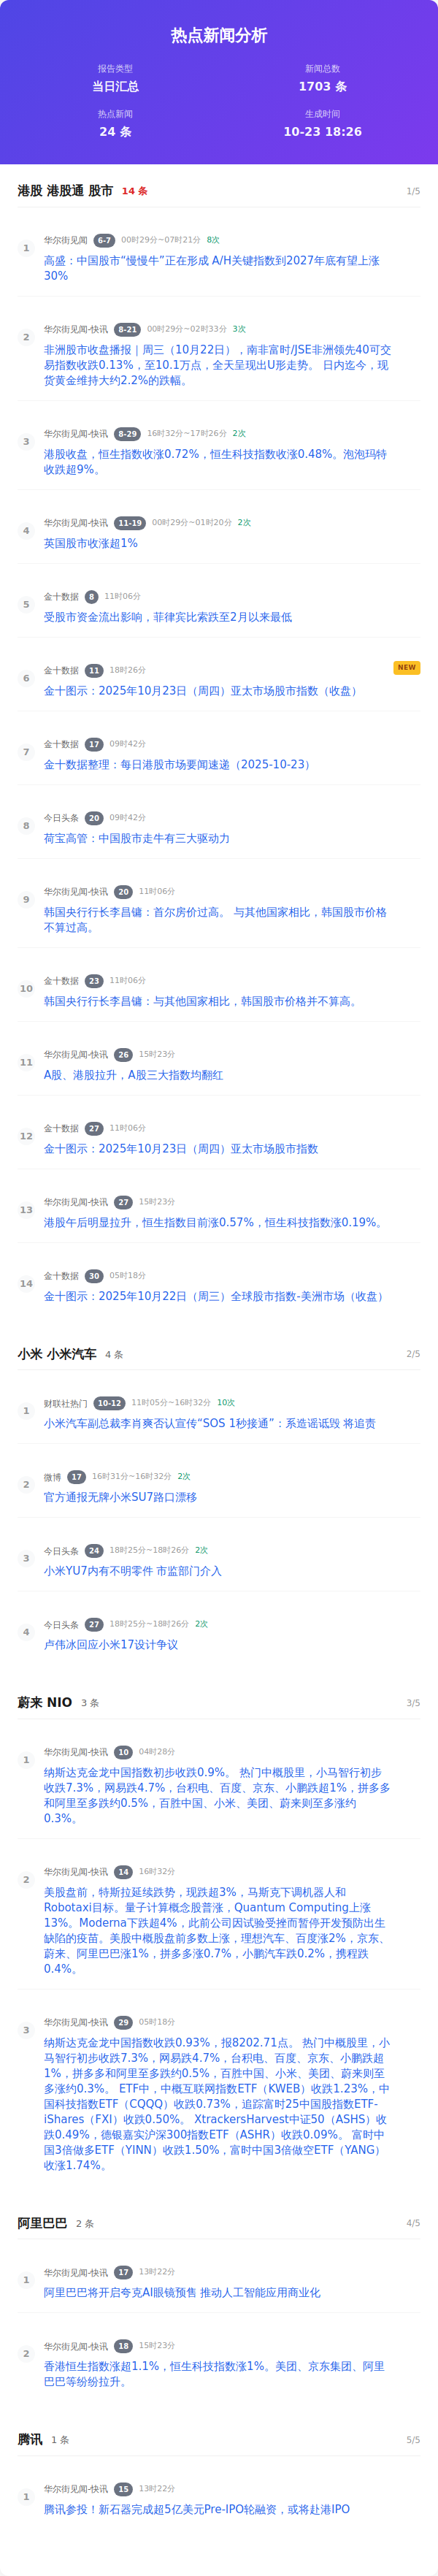 热点新闻分析
报告类型
新闻总数
当日汇总
1703 条
热点新闻
生成时间
24 条
10-23 18:26
港股 港股通 股市 14 条 1/5
1
华尔街见闻 6-7 00时29分~07时21分 8次
高盛：中国股市“慢慢牛”正在形成 A/H关键指数到2027年底有望上涨
30%
2
华尔街见闻-快讯 8-21 00时29分~02时33分 3次
非洲股市收盘播报｜周三（10月22日），南非富时/JSE非洲领先40可交
易指数收跌0.13%，至10.1万点，全天呈现出U形走势。 日内迄今，现
货黄金维持大约2.2%的跌幅。
3
华尔街见闻-快讯 8-29 16时32分~17时26分 2次
港股收盘，恒生指数收涨0.72%，恒生科技指数收涨0.48%。泡泡玛特
收跌超9%。
4
华尔街见闻-快讯 11-19 00时29分~01时20分 2次
英国股市收涨超1%
5
金十数据 8 11时06分
受股市资金流出影响，菲律宾比索跌至2月以来最低
6
金十数据 11 18时26分
NEW
金十图示：2025年10月23日（周四）亚太市场股市指数（收盘）
7
金十数据 17 09时42分
金十数据整理：每日港股市场要闻速递（2025-10-23）
8
今日头条 20 09时42分
荷宝高管：中国股市走牛有三大驱动力
9
华尔街见闻-快讯 20 11时06分
韩国央行行长李昌镛：首尔房价过高。 与其他国家相比，韩国股市价格
不算过高。
10
金十数据 23 11时06分
韩国央行行长李昌镛：与其他国家相比，韩国股市价格并不算高。
11
华尔街见闻-快讯 26 15时23分
A股、港股拉升，A股三大指数均翻红
12
金十数据 27 11时06分
金十图示：2025年10月23日（周四）亚太市场股市指数
13
华尔街见闻-快讯 27 15时23分
港股午后明显拉升，恒生指数目前涨0.57%，恒生科技指数涨0.19%。
14
金十数据 30 05时18分
金十图示：2025年10月22日（周三）全球股市指数-美洲市场（收盘）
小米 小米汽车 4 条 2/5
1
财联社热门 10-12 11时05分~16时32分 10次
小米汽车副总裁李肖爽否认宣传“SOS 1秒接通”：系造谣诋毁 将追责
2
微博 17 16时31分~16时32分 2次
官方通报无牌小米SU7路口漂移
3
今日头条 24 18时25分~18时26分 2次
小米YU7内有不明零件 市监部门介入
4
今日头条 27 18时25分~18时26分 2次
卢伟冰回应小米17设计争议
蔚来 NIO 3 条 3/5
1
华尔街见闻-快讯 10 04时28分
纳斯达克金龙中国指数初步收跌0.9%。 热门中概股里，小马智行初步
收跌7.3%，网易跌4.7%，台积电、百度、京东、小鹏跌超1%，拼多多
和阿里至多跌约0.5%，百胜中国、小米、美团、蔚来则至多涨约
0.3%。
2
华尔街见闻-快讯 14 16时32分
美股盘前，特斯拉延续跌势，现跌超3%，马斯克下调机器人和
Robotaxi目标。量子计算概念股普涨，Quantum Computing上涨
13%。Moderna下跌超4%，此前公司因试验受挫而暂停开发预防出生
缺陷的疫苗。美股中概股盘前多数上涨，理想汽车、百度涨2%，京东、
蔚来、阿里巴巴涨1%，拼多多涨0.7%，小鹏汽车跌0.2%，携程跌
0.4%。
3
华尔街见闻-快讯 29 05时18分
纳斯达克金龙中国指数收跌0.93%，报8202.71点。 热门中概股里，小
马智行初步收跌7.3%，网易跌4.7%，台积电、百度、京东、小鹏跌超
1%，拼多多和阿里至多跌约0.5%，百胜中国、小米、美团、蔚来则至
多涨约0.3%。 ETF中，中概互联网指数ETF（KWEB）收跌1.23%，中
国科技指数ETF（CQQQ）收跌0.73%，追踪富时25中国股指数ETF-
iShares（FXI）收跌0.50%。 XtrackersHarvest中证50（ASHS）收
跌0.49%，德银嘉实沪深300指数ETF（ASHR）收跌0.09%。 富时中
国3倍做多ETF（YINN）收跌1.50%，富时中国3倍做空ETF（YANG）
收涨1.74%。
阿里巴巴 2 条 4/5
1
华尔街见闻-快讯 17 13时22分
阿里巴巴将开启夸克AI眼镜预售 推动人工智能应用商业化
2
华尔街见闻-快讯 18 15时23分
香港恒生指数涨超1.1%，恒生科技指数涨1%。美团、京东集团、阿里
巴巴等纷纷拉升。
腾讯 1 条 5/5
1
华尔街见闻-快讯 15 13时22分
腾讯参投！新石器完成超5亿美元Pre-IPO轮融资，或将赴港IPO